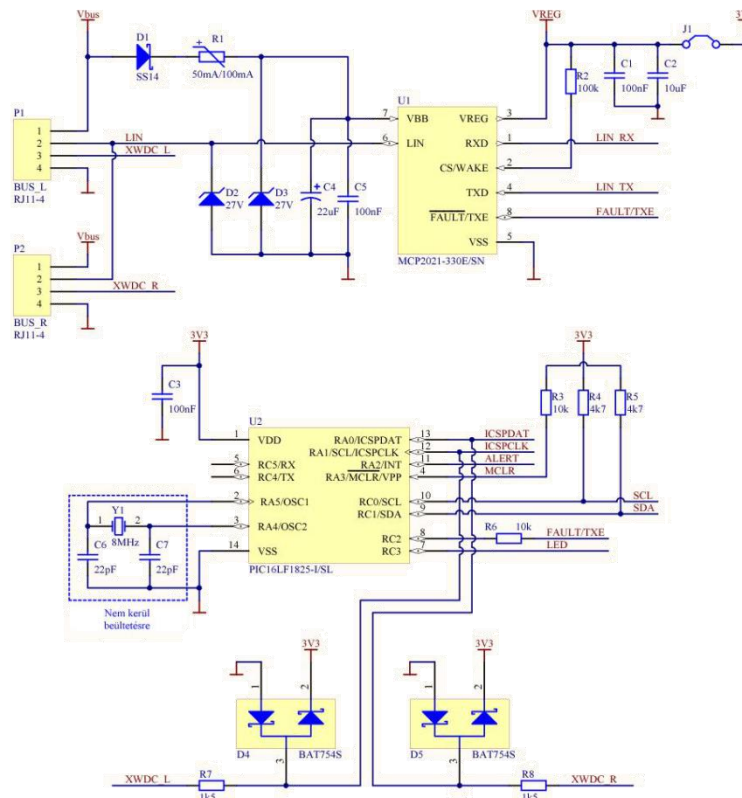 Vbus
VREG
3
D1
R1
J1
SS14
50mA/100mA
R2
100k
C1
100nF
C2
10uF
P1
U1
1
2
3
4
LIN
XWDC_L
BUS_L
RJ11-4
7
VBB
VREG
3
6
LIN
RXD
1
LIN_RX
CS/WAKE
2
TXD
4
LIN_TX
FAULT/TXE
8
FAULT/TXE
VSS
5
MCP2021-330E/SN
D2
27V
D3
27V
C4
22uF
C5
100nF
Vbus
P2
1
2
3
4
XWDC_R
BUS_R
RJ11-4
3V3
3V3
C3
100nF
R3
10k
R4
4k7
R5
4k7
U2
1
VDD
RA0/ICSPDAT
13
ICSPDAT
RA1/SCL/ICSPCLK
12
ICSPCLK
5
RC5/RX
RA2/INT
11
ALERT
6
RC4/TX
RA3/MCLR/VPP
4
MCLR
2
RA5/OSC1
RC0/SCL
10
SCL
RC1/SDA
9
SDA
3
RA4/OSC2
RC2
8
R6
10k
FAULT/TXE
14
VSS
RC3
7
LED
PIC16LF1825-I/SL
Y1
1
2
8MHz
C6
22pF
C7
22pF
Nem kerül
beültetésre
3V3
3V3
1
2
1
2
D4
3
BAT754S
D5
3
BAT754S
XWDC_L
R7
1k5
R8
1k5
XWDC_R